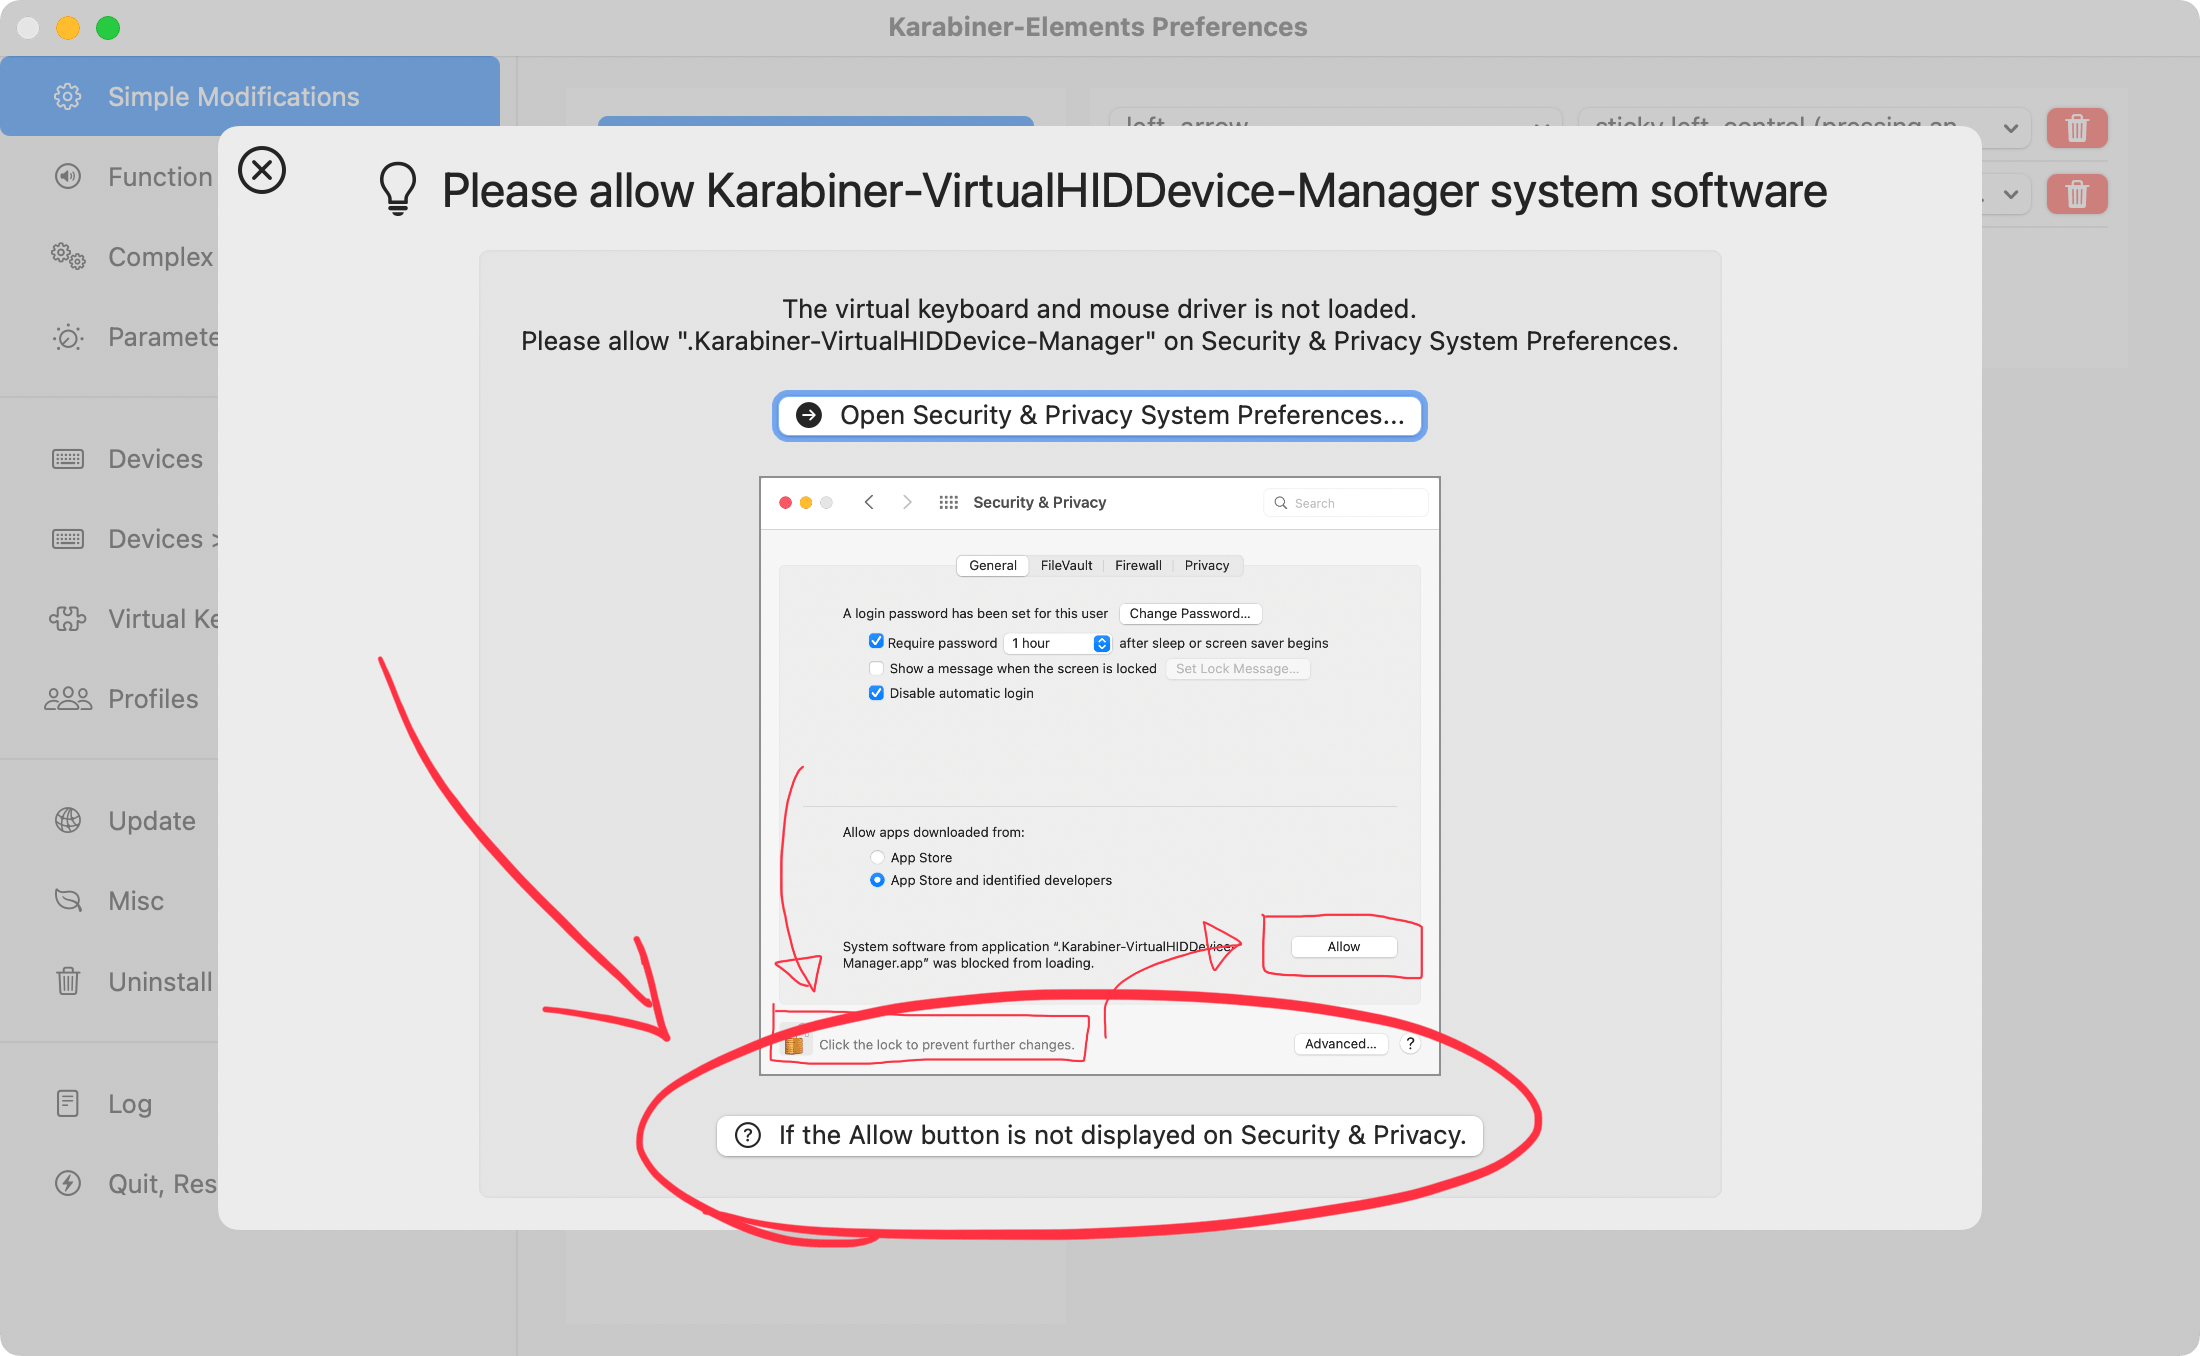 Karabiner-Elements Preferences
Simple Modifications
Function
Complex
Paramete
Devices
Devices >
Virtual Ke
Profiles
Update
Misc
Uninstall
Log
Quit, Res
Please allow Karabiner-VirtualHIDDevice-Manager system software
The virtual keyboard and mouse driver is not loaded.
Please allow ".Karabiner-VirtualHIDDevice-Manager" on Security & Privacy System Preferences.
Open Security & Privacy System Preferences...
Security & Privacy
Search
General FileVault Firewall Privacy
A login password has been set for this user Change Password...
Require password 1 hour after sleep or screen saver begins
Show a message when the screen is locked Set Lock Message...
Disable automatic login
Allow apps downloaded from:
App Store
App Store and identified developers
System software from application “.Karabiner-VirtualHIDDevice-
Manager.app” was blocked from loading.
Allow
Click the lock to prevent further changes.
Advanced... ?
? If the Allow button is not displayed on Security & Privacy.